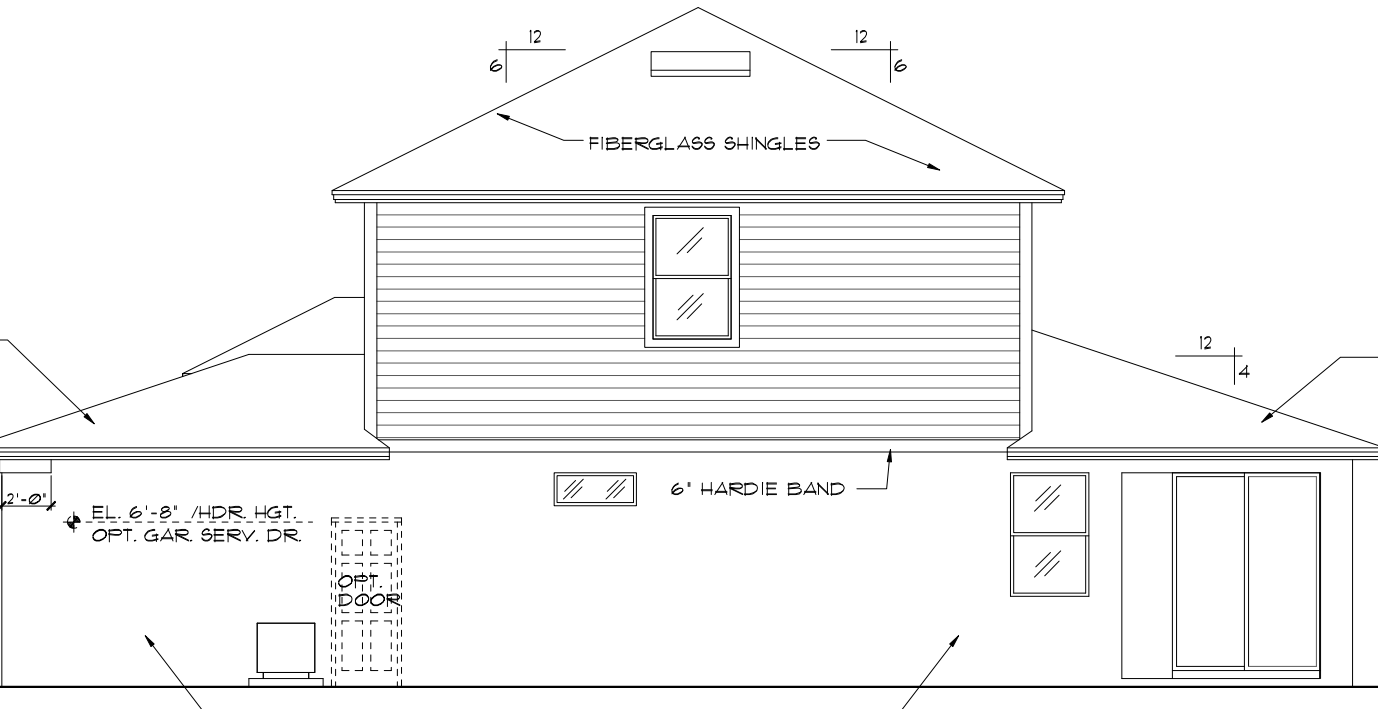 12
12
6
6
FIBERGLASS SHINGLES
12
4
6" HARDIE BAND
2'-0"
EL. 6'-8" /HDR. HGT.
OPT. GAR. SERV. DR.
OPT.
DOOR